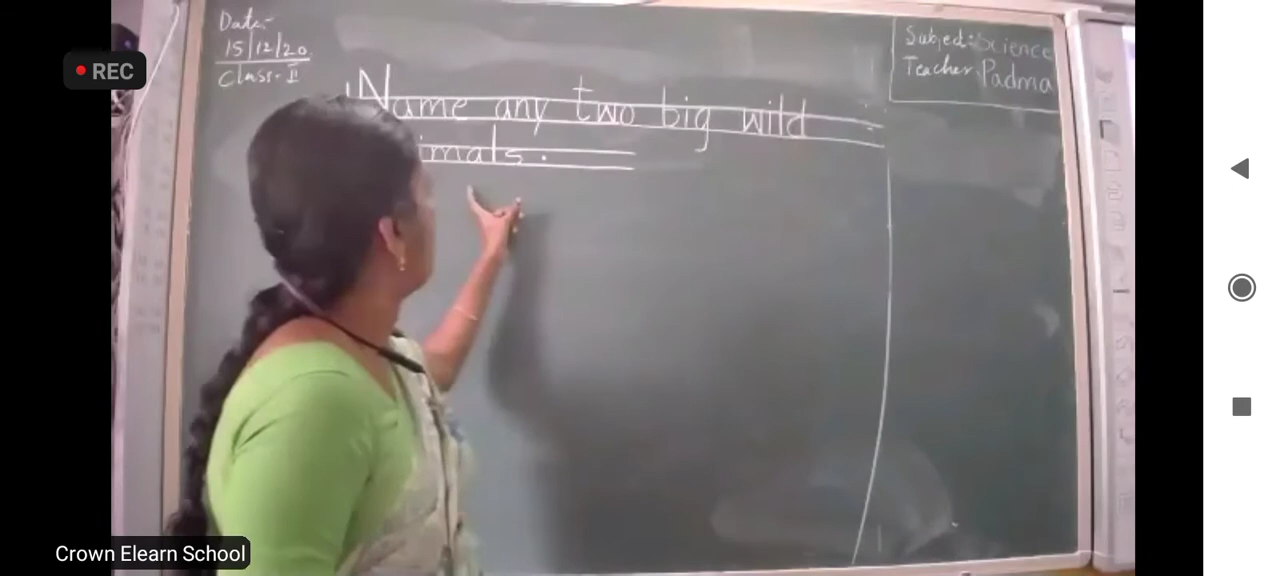 REC
Date:-
15/12/20
Class-II
Subject:-Science
Teacher:Padma
Name any two big wild
imals.
Crown Elearn School